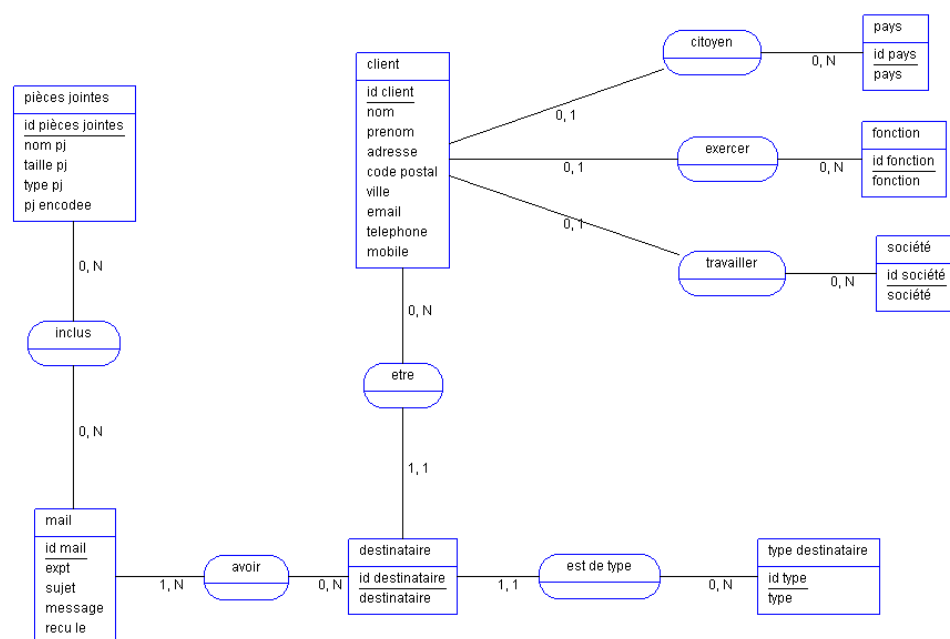 citoyen
0, 1
0, N
pays
id pays
pays
client
id client
nom
prenom
adresse
code postal
ville
email
telephone
mobile
pièces jointes
id pièces jointes
nom pj
taille pj
type pj
pj encodee
exercer
0, 1
0, N
fonction
id fonction
fonction
travailler
0, 1
0, N
société
id société
société
0, N
inclus
0, N
0, N
etre
1, 1
mail
id mail
expt
sujet
message
recu le
1, N
avoir
0, N
destinataire
id destinataire
destinataire
1, 1
est de type
0, N
type destinataire
id type
type